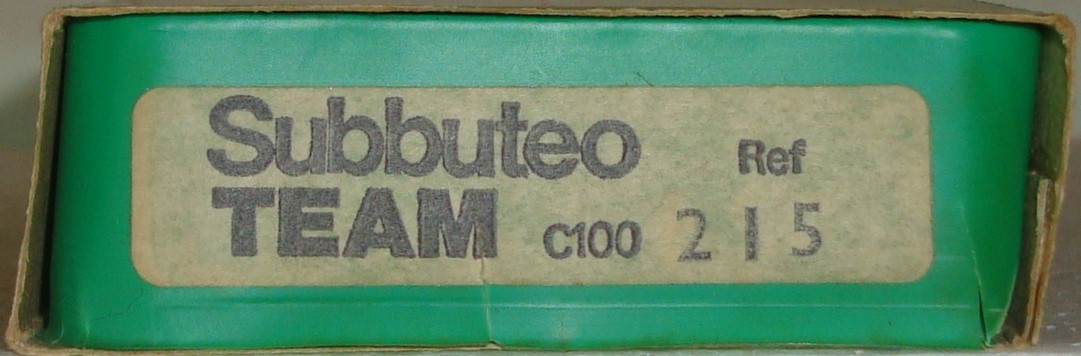 Subbuteo Ref
TEAM C100 215